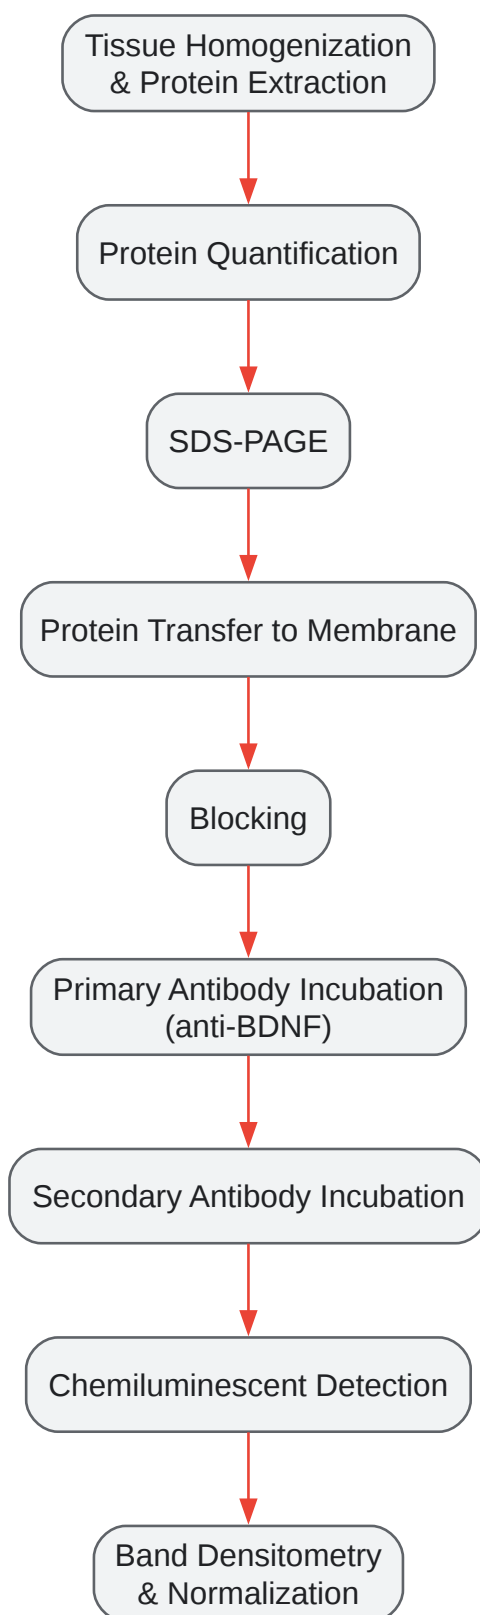 Tissue Homogenization
& Protein Extraction
Protein Quantification
SDS-PAGE
Protein Transfer to Membrane
Blocking
Primary Antibody Incubation
(anti-BDNF)
Secondary Antibody Incubation
Chemiluminescent Detection
Band Densitometry
& Normalization